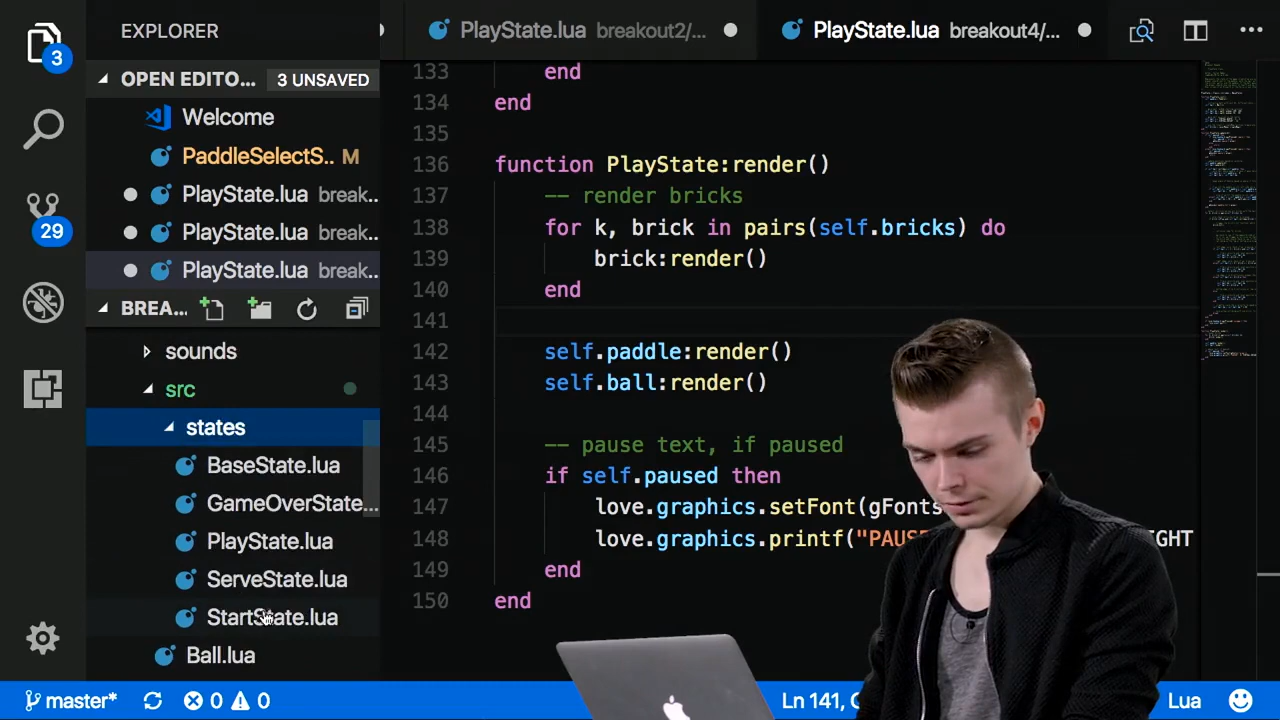 EXPLORER
PlayState.lua breakout2/...
PlayState.lua breakout4/...
3
OPEN EDITO... 3 UNSAVED
Welcome
PaddleSelectS.. M
PlayState.lua break..
PlayState.lua break..
PlayState.lua break..
29
BREA...
sounds
src
states
BaseState.lua
GameOverState...
PlayState.lua
ServeState.lua
StartState.lua
Ball.lua
133 end
134 end
135
136 function PlayState:render()
137 -- render bricks
138 for k, brick in pairs(self.bricks) do
139 brick:render()
140 end
141
142 self.paddle:render()
143 self.ball:render()
144
145 -- pause text, if paused
146 if self.paused then
147 love.graphics.setFont(gFonts
148 love.graphics.printf("PAUS IGHT
149 end
150 end
master* 0 0 Ln 141, Lua